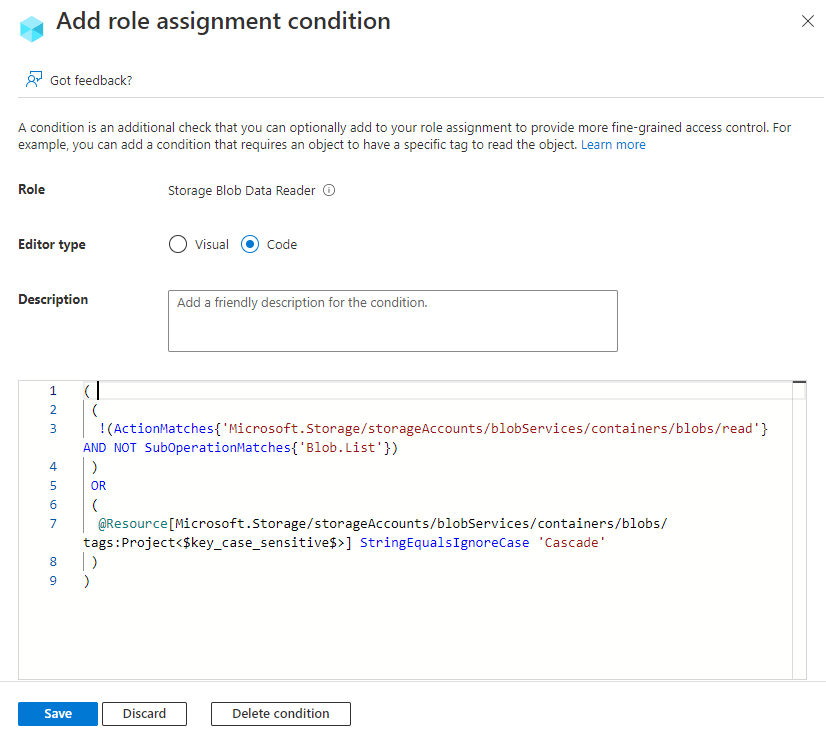 Add role assignment condition
Got feedback?
A condition is an additional check that you can optionally add to your role assignment to provide more fine-grained access control. For
example, you can add a condition that requires an object to have a specific tag to read the object. Learn more
Role Storage Blob Data Reader
Editor type Visual Code
Description Add a friendly description for the condition.
1 (
2 (
3 !(ActionMatches{'Microsoft.Storage/storageAccounts/blobServices/containers/blobs/read'}
AND NOT SubOperationMatches{'Blob.List'})
4 )
5 OR
6 (
7 @Resource[Microsoft.Storage/storageAccounts/blobServices/containers/blobs/
tags:Project<$key_case_sensitive$>] StringEqualsIgnoreCase 'Cascade'
8 )
9 )
Save Discard Delete condition